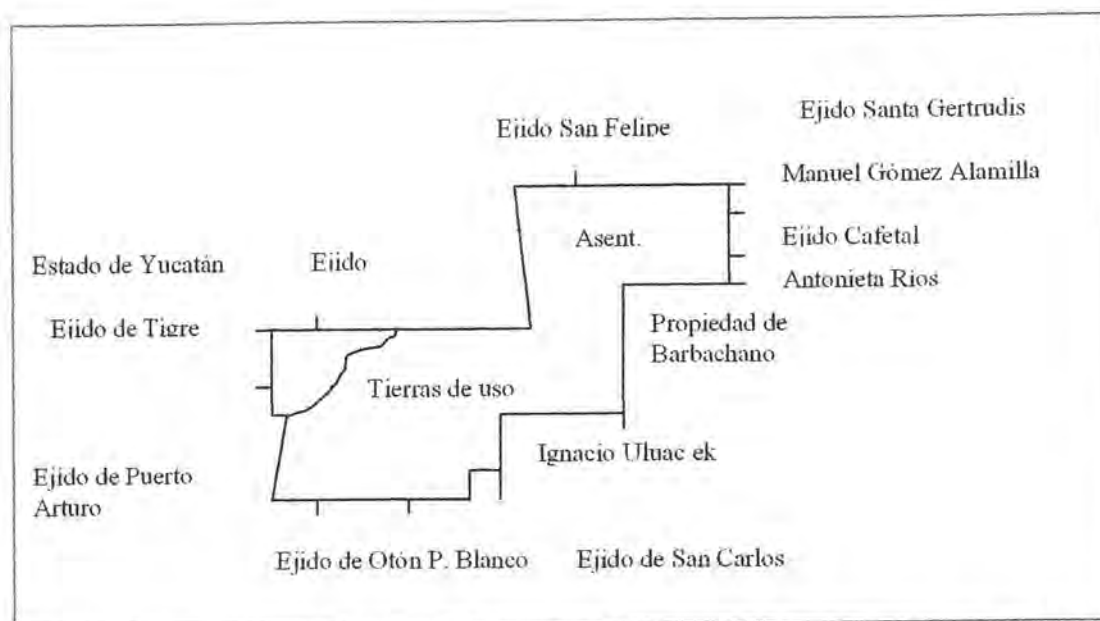 Ejido Santa Gertrudis
Ejido San Felipe
Manuel Gómez Alamilla
Asent.
Ejido Cafetal
Estado de Yucatán
Ejido
Antonieta Rios
Ejido de Tigre
Propiedad de
Barbachano
Tierras de uso
Ignacio Uluac ek
Ejido de Puerto
Arturo
Ejido de Otón P. Blanco
Ejido de San Carlos